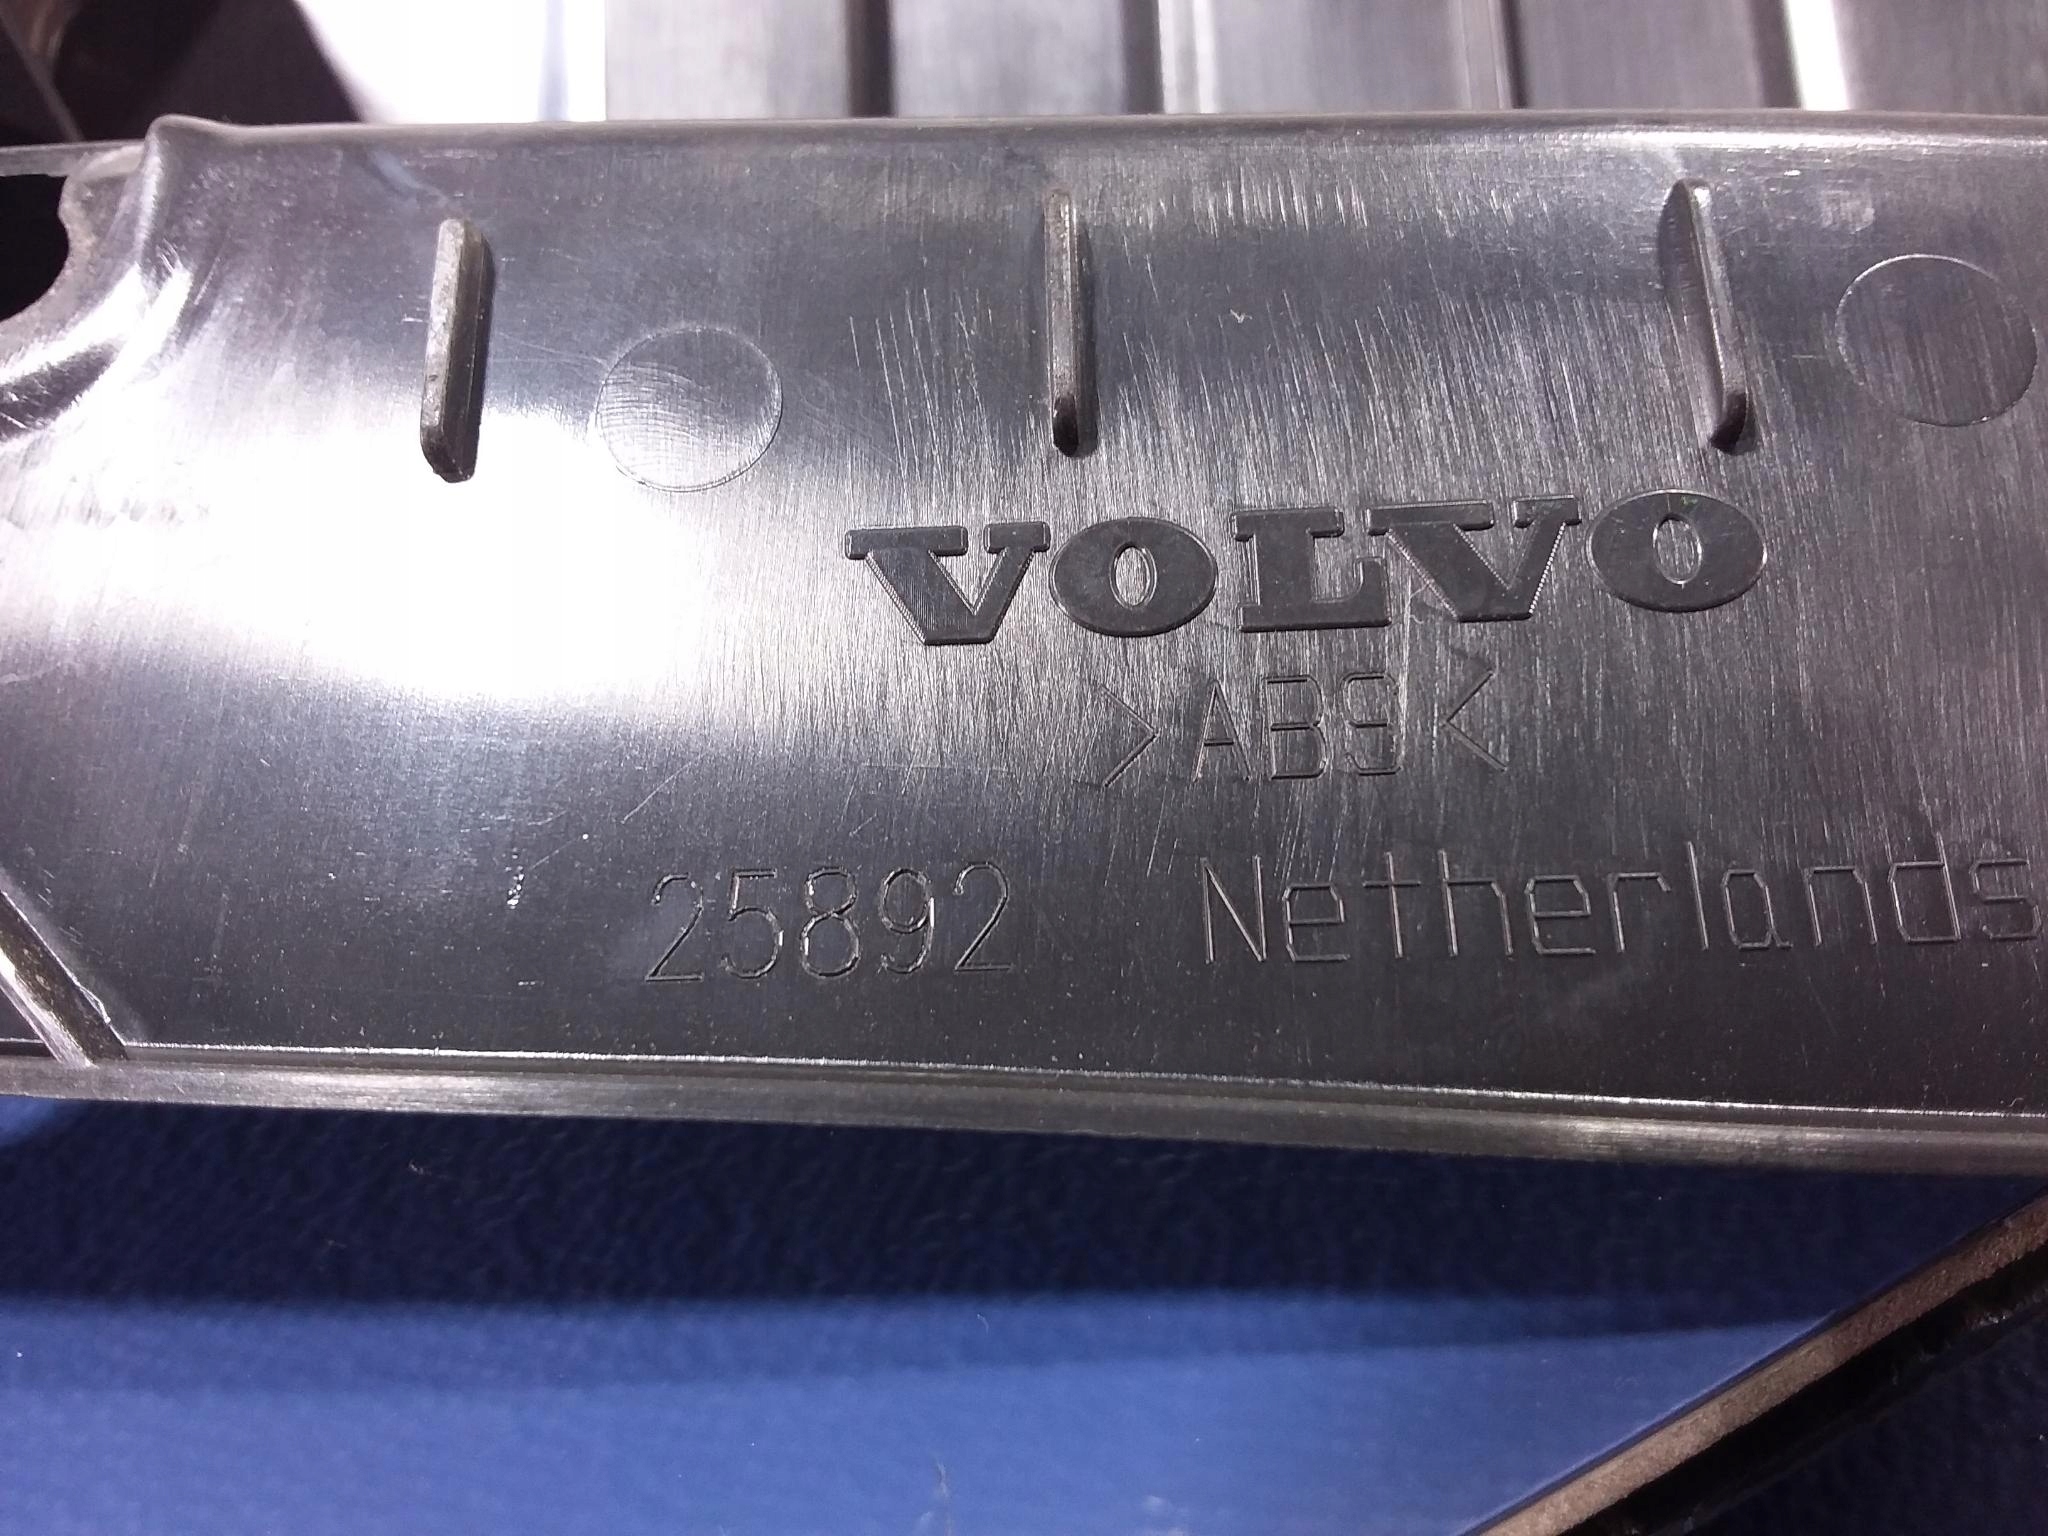 VOLVO
>ABS<
25892 Netherlands